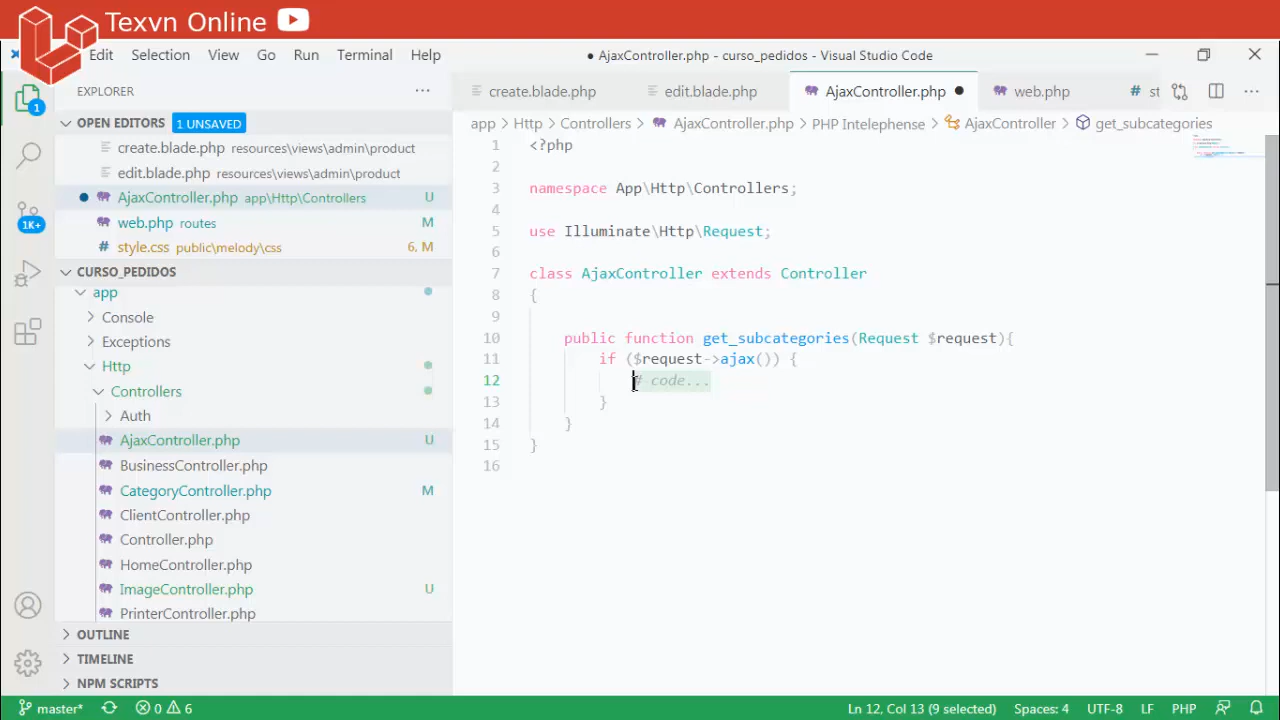 Texvn Online
Edit Selection View Go Run Terminal Help
● AjaxController.php - curso_pedidos - Visual Studio Code
EXPLORER ···
create.blade.php edit.blade.php AjaxController.php ● web.php # st ···
OPEN EDITORS 1 UNSAVED
app > Http > Controllers > AjaxController.php > PHP Intelephense > AjaxController > get_subcategories
create.blade.php resources\views\admin\product
edit.blade.php resources\views\admin\product
● AjaxController.php app\Http\Controllers U
web.php routes M
# style.css public\melody\css 6, M
CURSO_PEDIDOS
app
Console
Exceptions
Http
Controllers
Auth
AjaxController.php U
BusinessController.php
CategoryController.php M
ClientController.php
Controller.php
HomeController.php
ImageController.php U
PrinterController.php
OUTLINE
TIMELINE
NPM SCRIPTS
1
1K+
1 <?php
2
3 namespace App\Http\Controllers;
4
5 use Illuminate\Http\Request;
6
7 class AjaxController extends Controller
8 {
9
10 public function get_subcategories(Request $request){
11 if ($request->ajax()) {
12 # code...
13 }
14 }
15 }
16
master* 0 6 Ln 12, Col 13 (9 selected) Spaces: 4 UTF-8 LF PHP